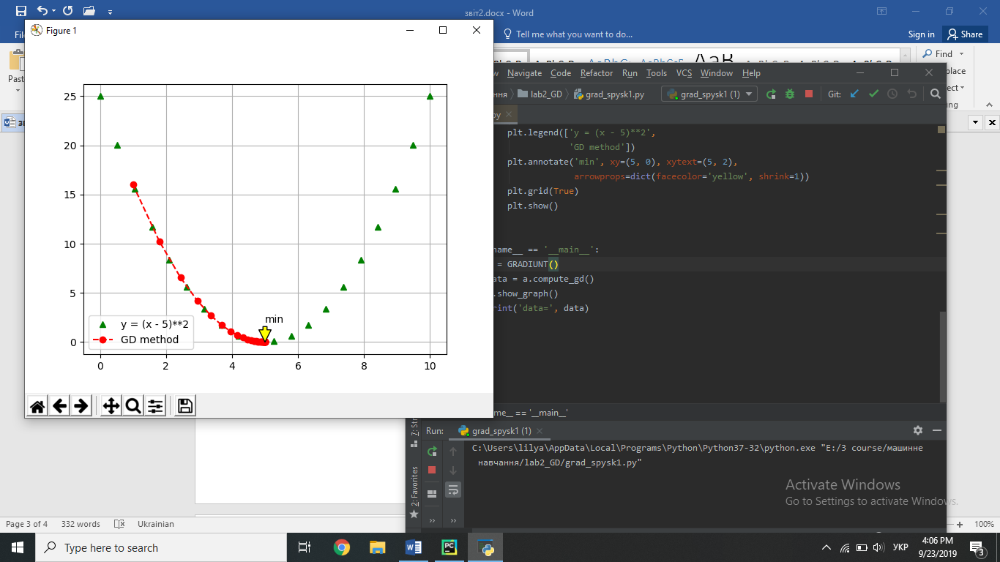 звіт2.docx - Word
Tell me what you want to do...
Sign in
Share
Find
Figure 1
Navigate Code Refactor Run Tools VCS Window Help
lab2_GD grad_spysk1.py grad_spysk1 (1) Git:
25
20
15
10
5
0
0 2 4 6 8 10
min
y = (x - 5)**2
GD method
plt.legend(['y = (x - 5)**2',
'GD method'])
plt.annotate('min', xy=(5, 0), xytext=(5, 2),
arrowprops=dict(facecolor='yellow', shrink=1))
plt.grid(True)
plt.show()
'__main__':
= GRADIUNT()
= a.compute_gd()
.show_graph()
('data=', data)
== '__main__'
Run: grad_spysk1 (1)
C:\Users\lilya\AppData\Local\Programs\Python\Python37-32\python.exe "E:/3 course/машинне
навчання/lab2_GD/grad_spysk1.py"
2: Favorites
Activate Windows
Go to Settings to activate Windows.
Page 3 of 4 332 words Ukrainian 100%
Type here to search
УКР
4:06 PM
9/23/2019
3